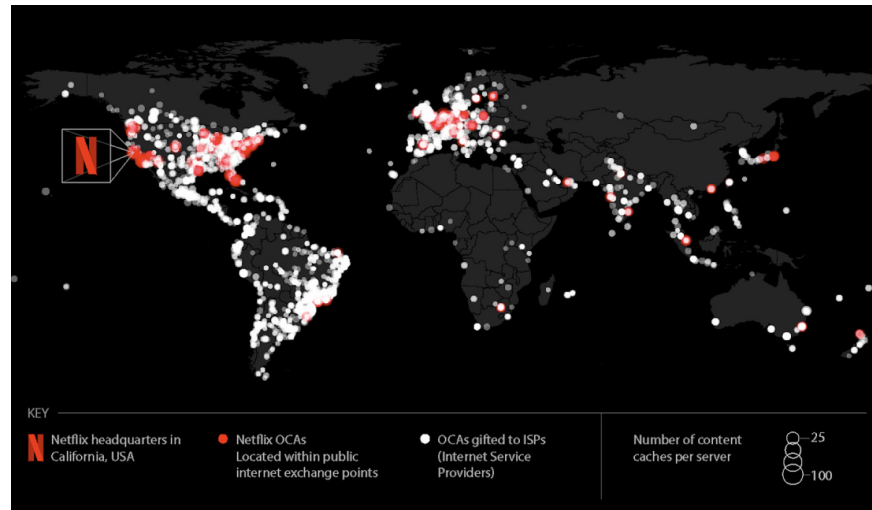 N
KEY
N
Netflix headquarters in
California, USA
Netflix OCAs
Located within public
internet exchange points
OCAs gifted to ISPs
(Internet Service
Providers)
Number of content
caches per server
25
100